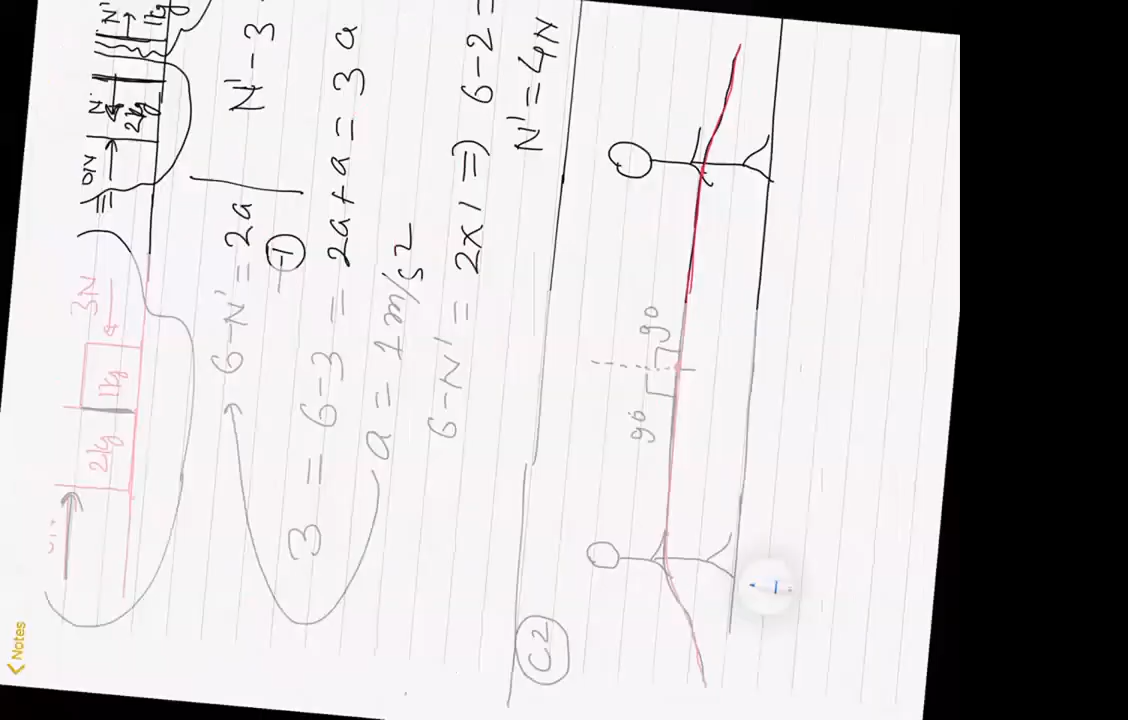 6N
2kg
1kg
3N
6N
N'
2kg
N'
1kg
6-N' = 2a
N'-3
-①
3 = 6-3 = 2a+a = 3a
a = 1 m/s²
6-N' = 2×1 => 6-2 =
N' = 4N
C2
90
90
Notes